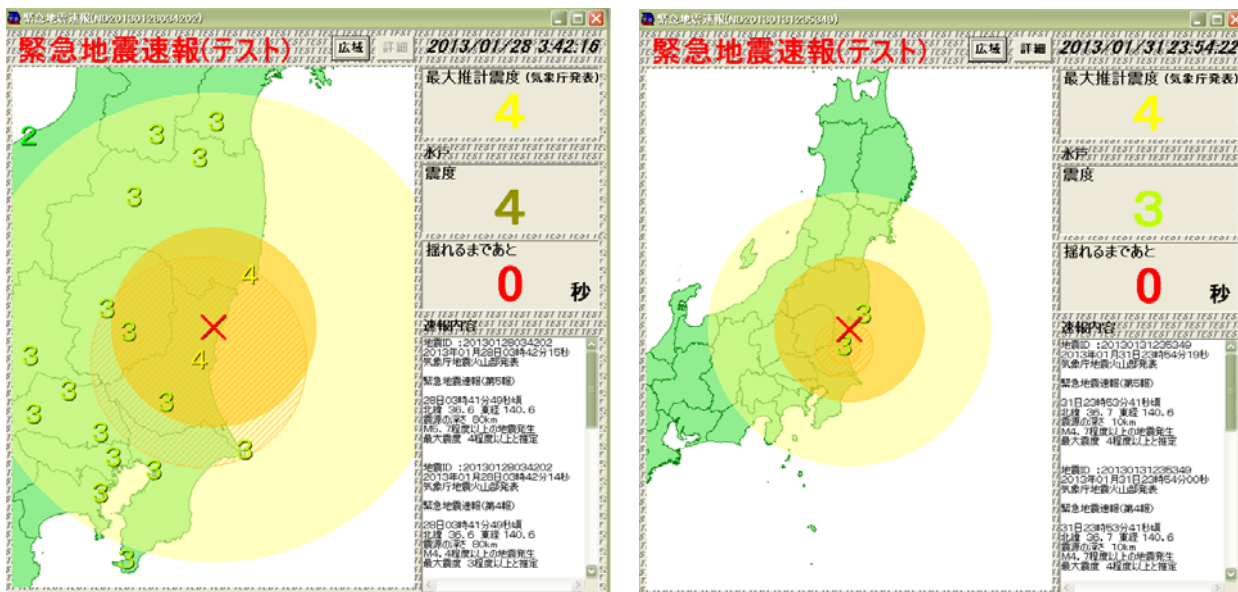 緊急地震速報(ND20130128034202)
緊急地震速報(テスト)
広域
詳細
2013/01/28 3:42:16
最大推計震度 (気象庁発表)
4
水戸
震度
4
揺れるまであと
0 秒
速報内容
地震ID :20130128034202
2013年01月28日03時42分15秒
気象庁地震火山部発表
緊急地震速報(第5報)
28日03時41分49秒頃
北緯 36.6 東経 140.6
震源の深さ 80km
M5.7程度以上の地震発生
最大震度 4程度以上と推定
地震ID :20130128034202
2013年01月28日03時42分14秒
気象庁地震火山部発表
緊急地震速報(第4報)
28日03時41分49秒頃
北緯 36.6 東経 140.6
震源の深さ 80km
M4.4程度以上の地震発生
最大震度 3程度以上と推定
3
3
2
3
3
4
3
3
3
4
3
3
3
3
3
3
3
3
3
緊急地震速報(ND20130131235349)
緊急地震速報(テスト)
広域
詳細
2013/01/31 23:54:22
最大推計震度 (気象庁発表)
4
水戸
震度
3
揺れるまであと
0 秒
速報内容
地震ID :20130131235349
2013年01月31日23時54分19秒
気象庁地震火山部発表
緊急地震速報(第5報)
31日23時53分41秒頃
北緯 36.7 東経 140.6
震源の深さ 10km
M4.7程度以上の地震発生
最大震度 4程度以上と推定
地震ID :20130131235349
2013年01月31日23時54分00秒
気象庁地震火山部発表
緊急地震速報(第4報)
31日23時53分41秒頃
北緯 36.7 東経 140.6
震源の深さ 10km
M4.7程度以上の地震発生
最大震度 4程度以上と推定
3
3